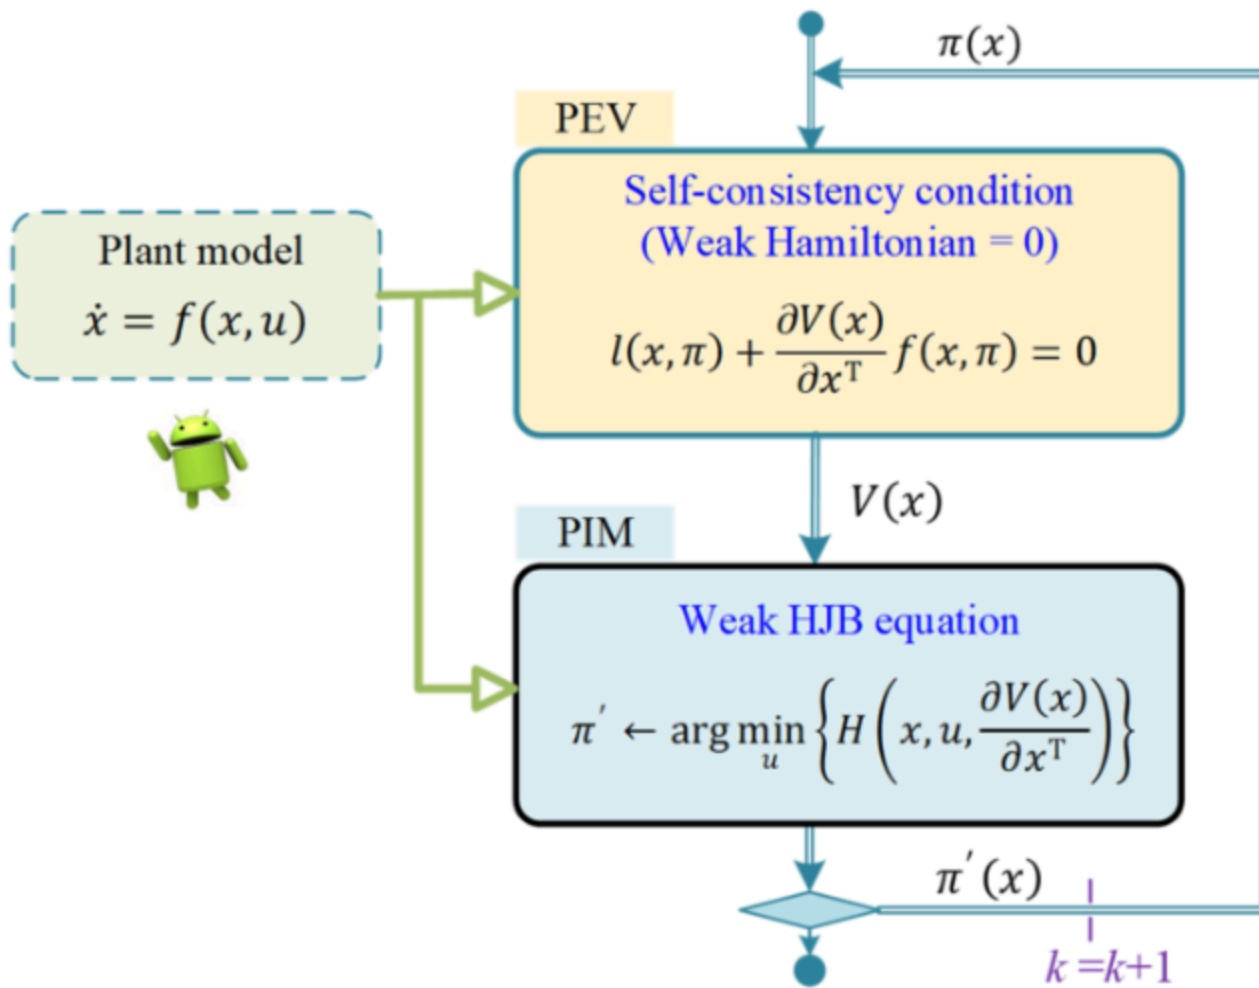 π(x)
PEV
Self-consistency condition
(Weak Hamiltonian = 0)
l(x, π) + ∂V(x)/∂xᵀ f(x, π) = 0
Plant model
ẋ = f(x, u)
V(x)
PIM
Weak HJB equation
π′ ← arg min_u {H(x, u, ∂V(x)/∂xᵀ)}
π′(x)
k =k+1